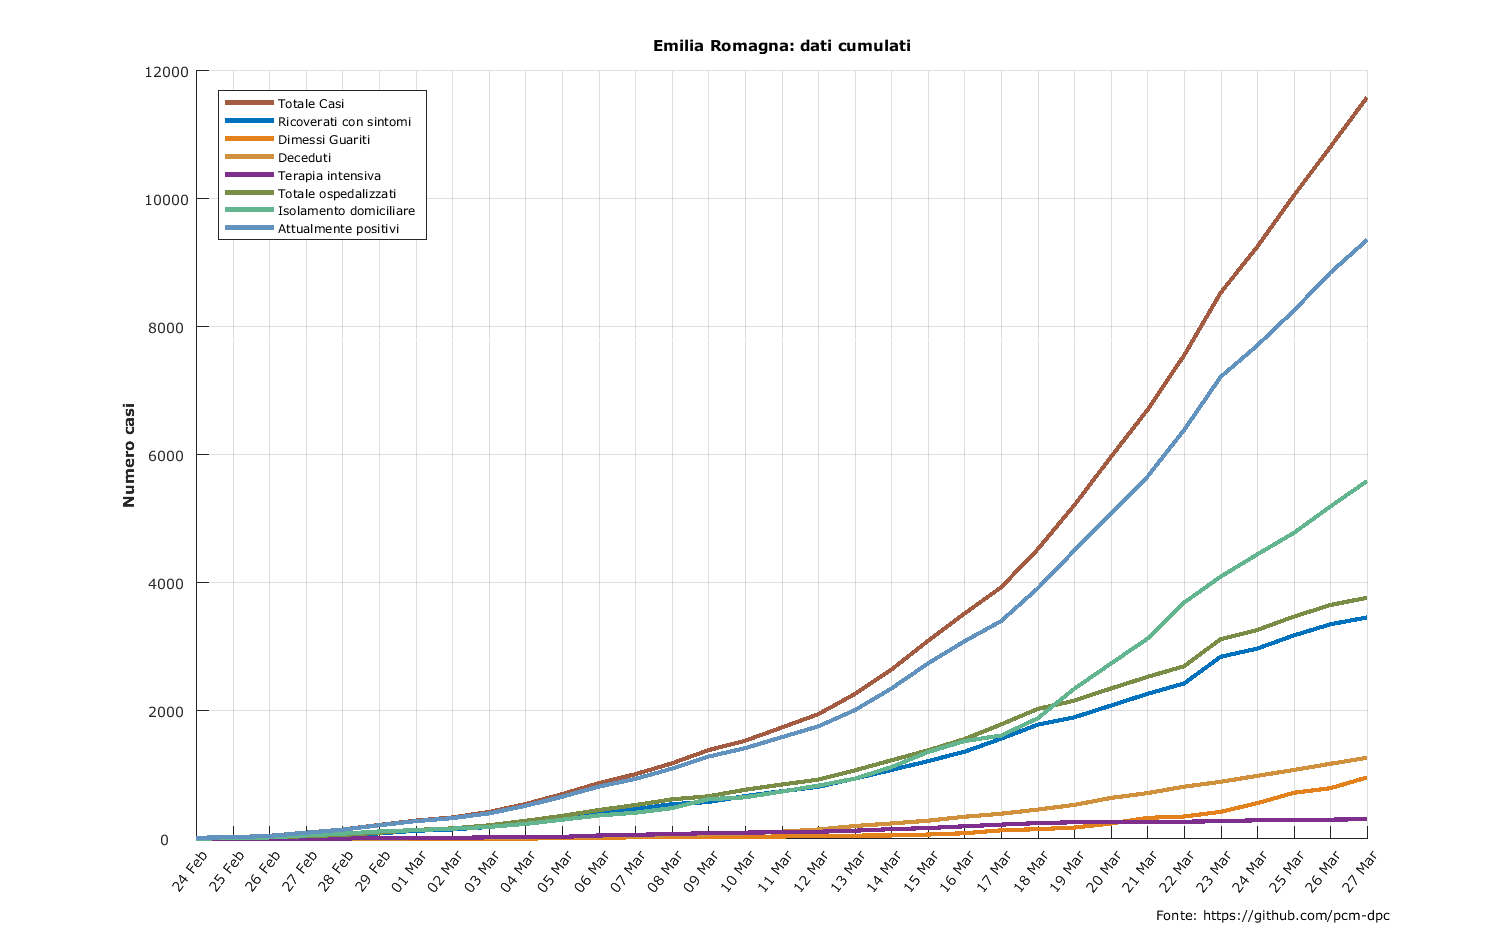 Emilia Romagna: dati cumulati
12000
10000
8000
6000
4000
2000
0
Numero casi
Totale Casi
Ricoverati con sintomi
Dimessi Guariti
Deceduti
Terapia intensiva
Totale ospedalizzati
Isolamento domiciliare
Attualmente positivi
24 Feb
25 Feb
26 Feb
27 Feb
28 Feb
29 Feb
01 Mar
02 Mar
03 Mar
04 Mar
05 Mar
06 Mar
07 Mar
08 Mar
09 Mar
10 Mar
11 Mar
12 Mar
13 Mar
14 Mar
15 Mar
16 Mar
17 Mar
18 Mar
19 Mar
20 Mar
21 Mar
22 Mar
23 Mar
24 Mar
25 Mar
26 Mar
27 Mar
Fonte: https://github.com/pcm-dpc